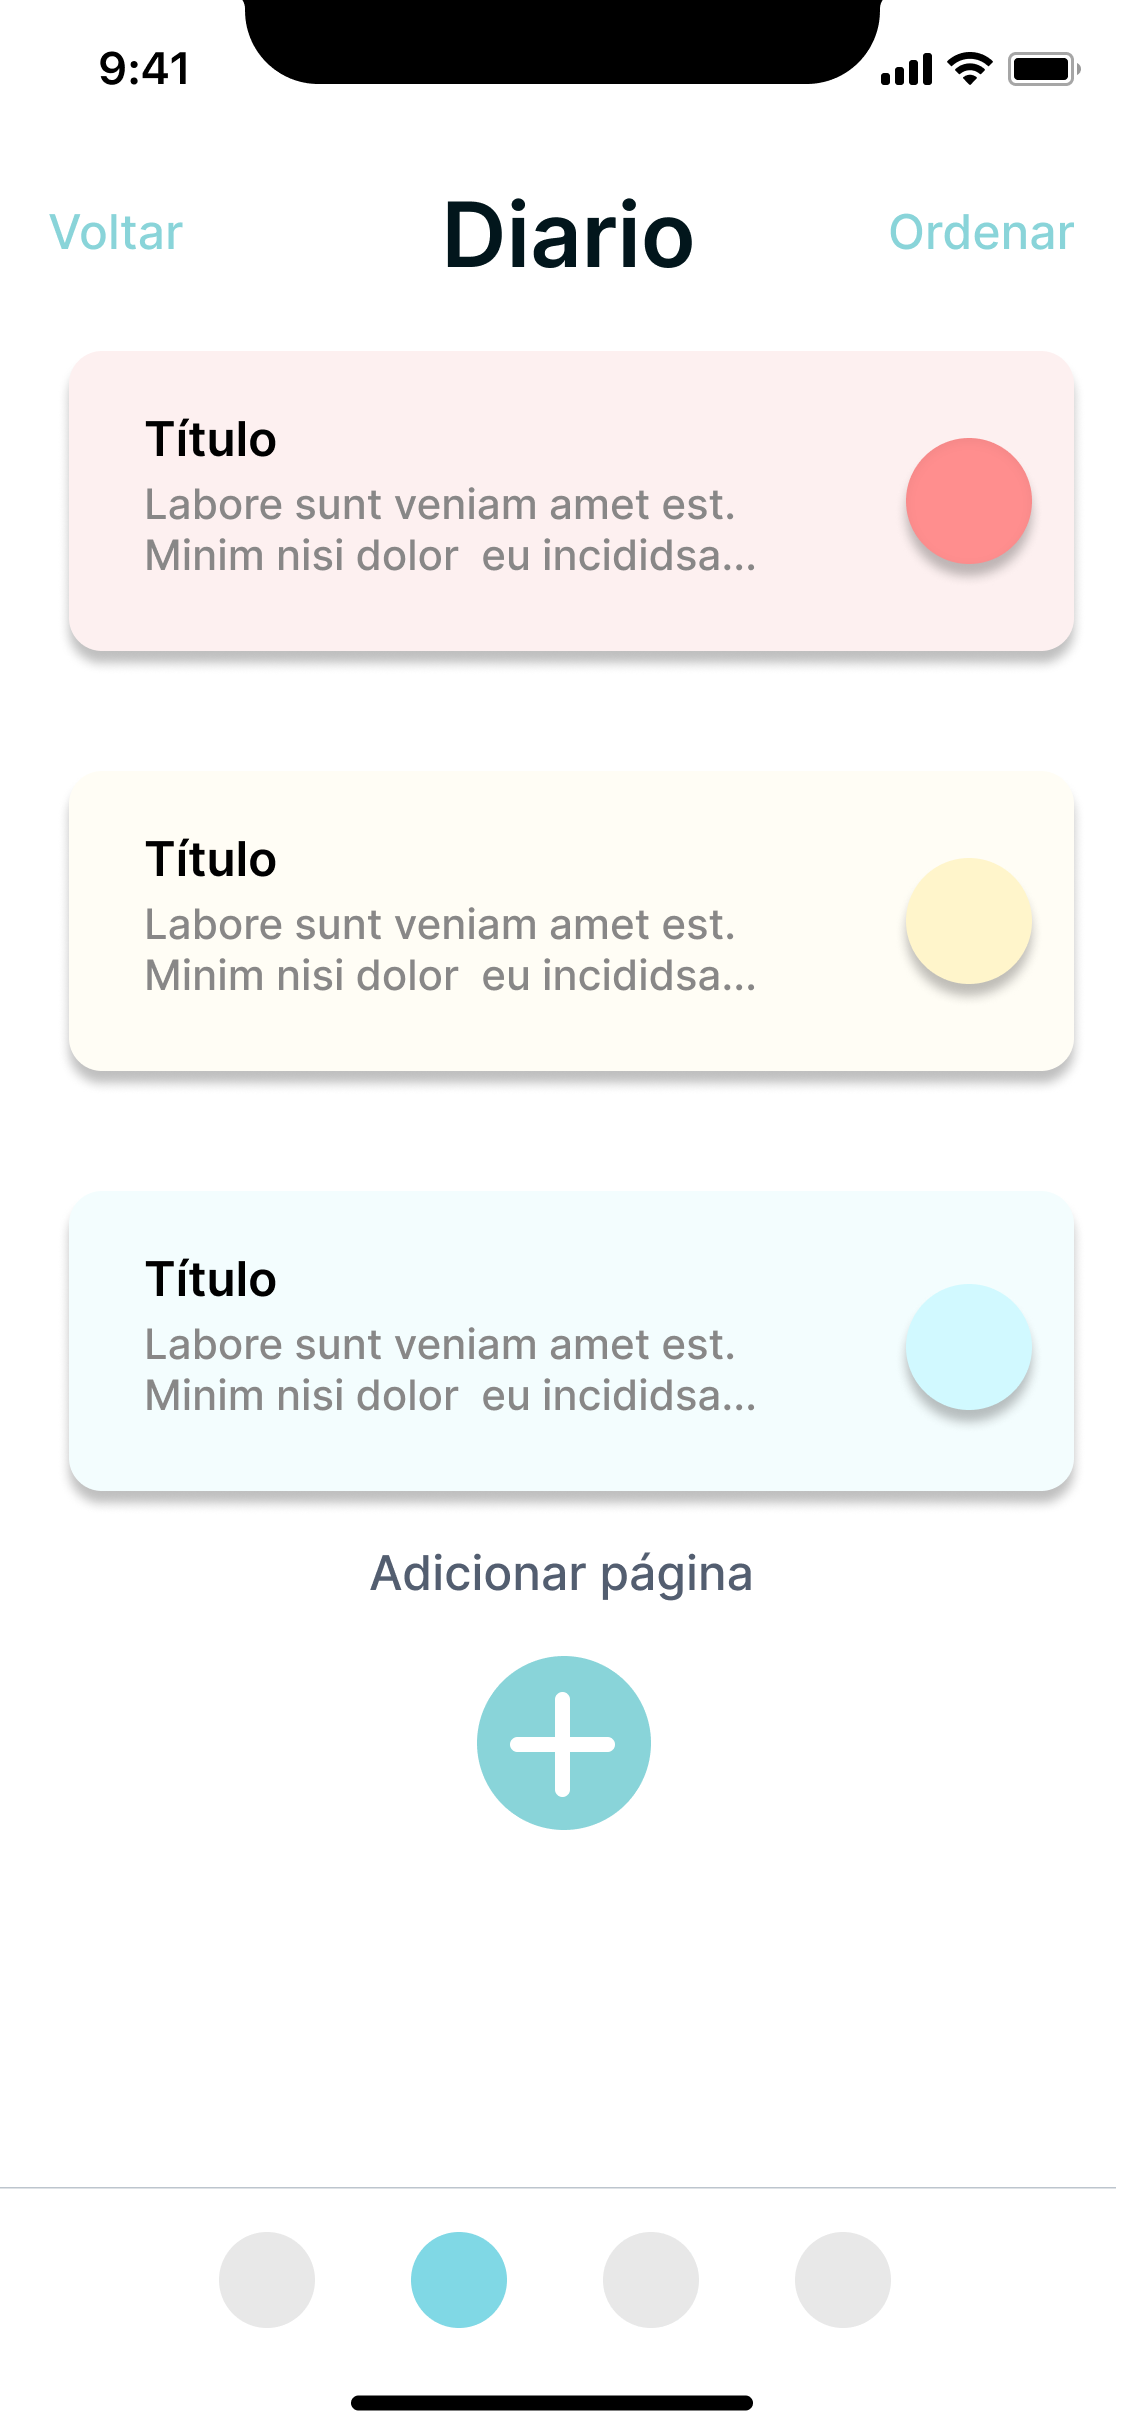 9:41
Voltar
Diario
Ordenar
Título
Labore sunt veniam amet est.
Minim nisi dolor  eu incididsa...
Título
Labore sunt veniam amet est.
Minim nisi dolor  eu incididsa...
Título
Labore sunt veniam amet est.
Minim nisi dolor  eu incididsa...
Adicionar página